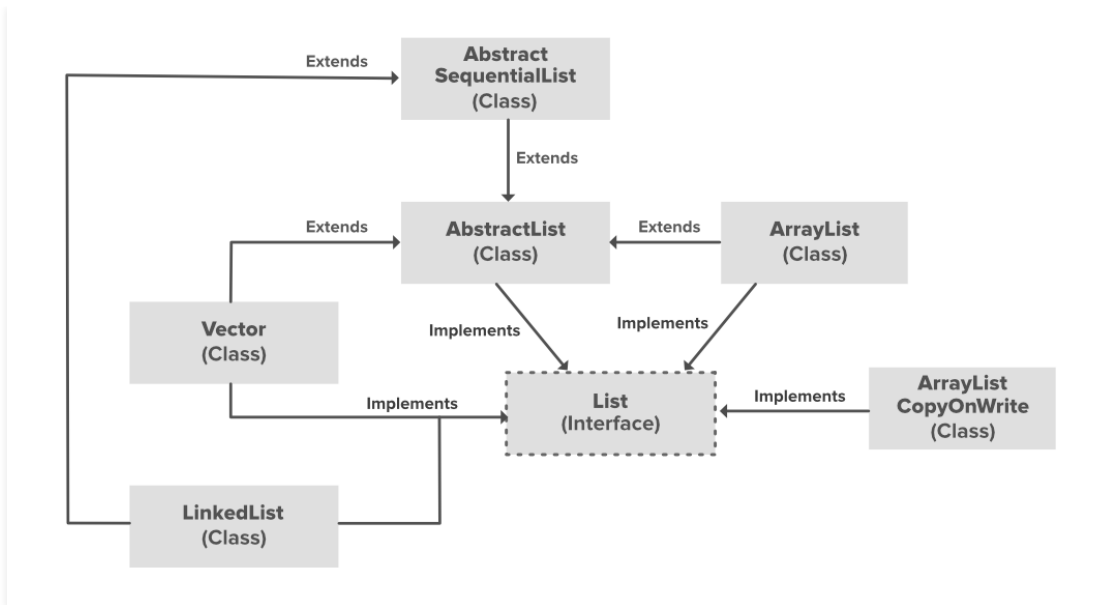 Extends
Abstract
SequentialList
(Class)
Extends
Extends
AbstractList
(Class)
Extends
ArrayList
(Class)
Vector
(Class)
Implements
Implements
Implements
List
(Interface)
Implements
ArrayList
CopyOnWrite
(Class)
LinkedList
(Class)